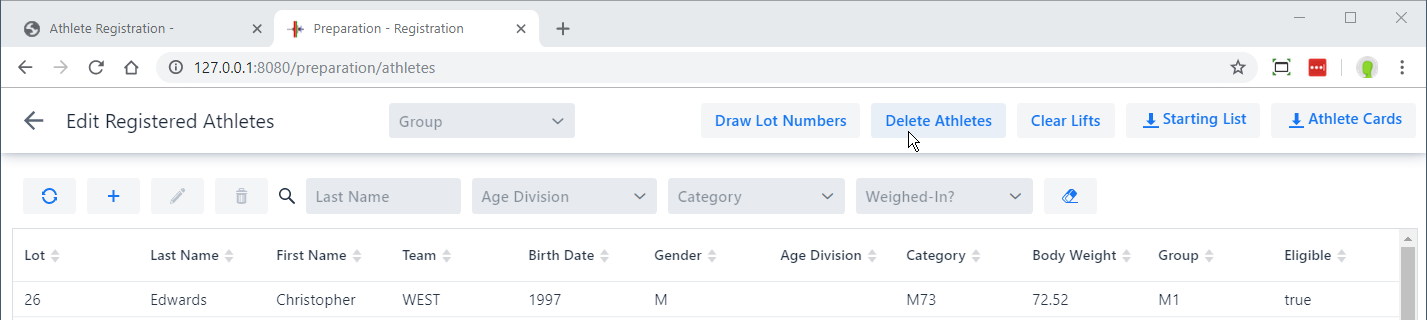 Athlete Registration - Preparation - Registration
127.0.0.1:8080/preparation/athletes
Edit Registered Athletes Group Draw Lot Numbers Delete Athletes Clear Lifts Starting List Athlete Cards
Last Name Age Division Category Weighed-In?
Lot Last Name First Name Team Birth Date Gender Age Division Category Body Weight Group Eligible
26 Edwards Christopher WEST 1997 M M73 72.52 M1 true